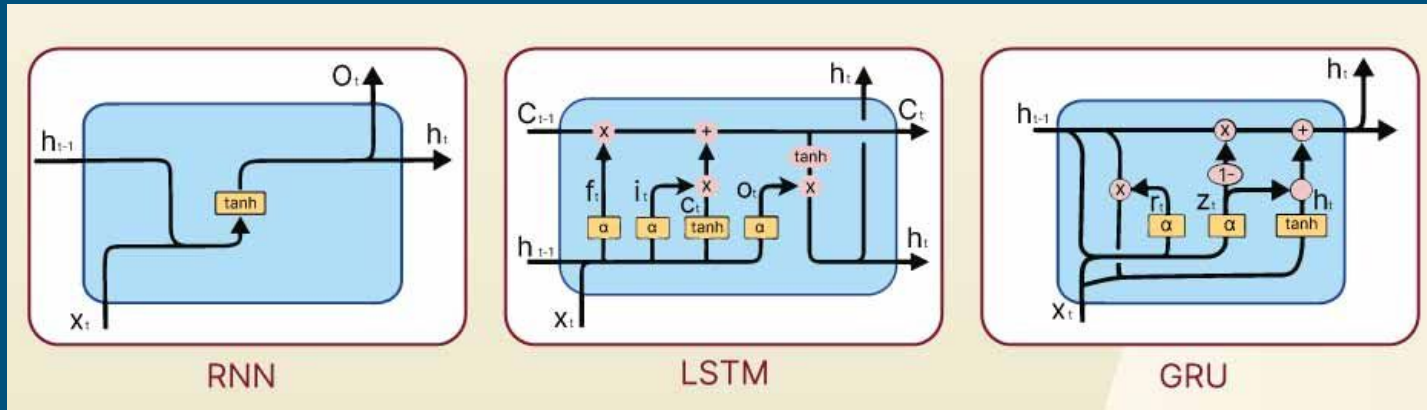 Oₜ
hₜ₋₁
hₜ
tanh
Xₜ
RNN
hₜ
Cₜ₋₁
Cₜ
x
+
tanh
fₜ
iₜ
x
oₜ
x
Cₜ
α
α
tanh
α
hₜ₋₁
hₜ
Xₜ
LSTM
hₜ
hₜ₋₁
x
+
1-
x
rₜ
zₜ
hₜ
α
α
tanh
Xₜ
GRU